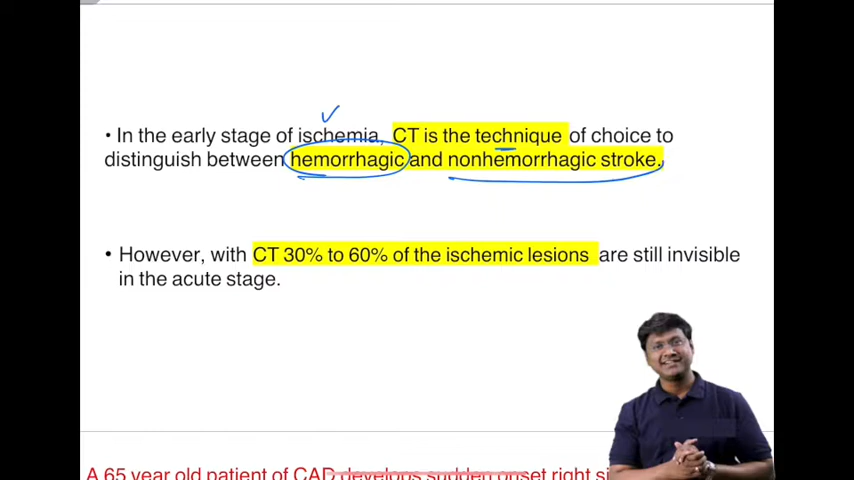 • In the early stage of ischemia, CT is the technique of choice to
distinguish between hemorrhagic and nonhemorrhagic stroke.
• However, with CT 30% to 60% of the ischemic lesions are still invisible
in the acute stage.
A 65 year old patient of CAD develops sudden onset right